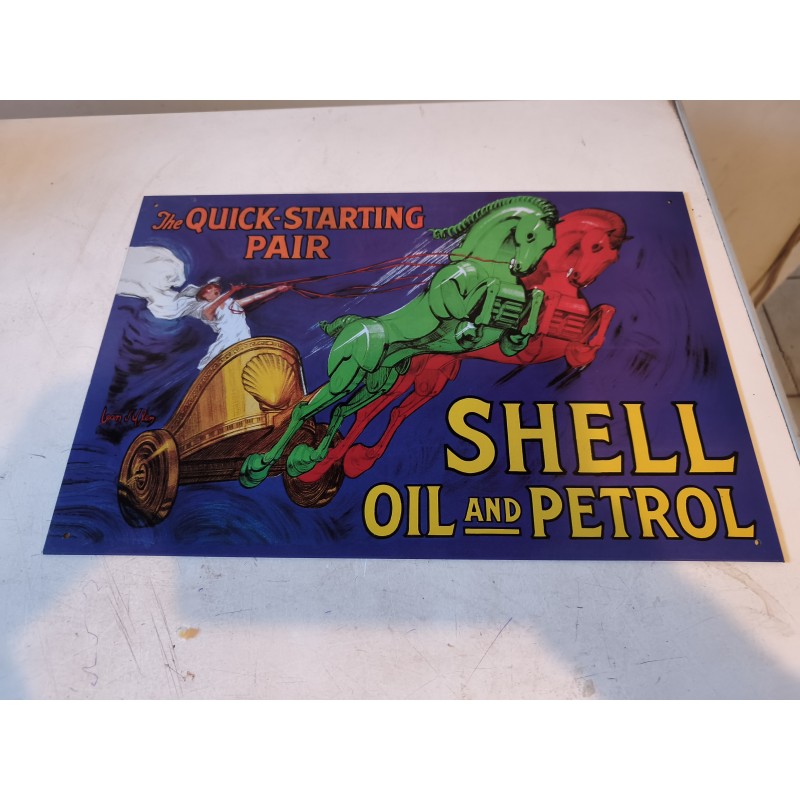 The QUICK-STARTING
PAIR
SHELL
OIL AND PETROL